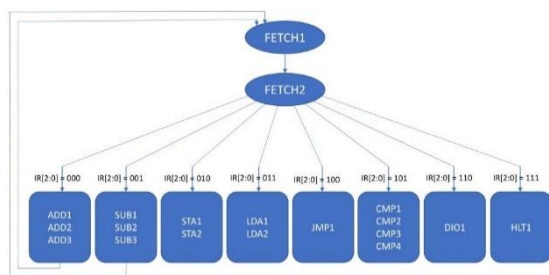 FETCH1
FETCH2
IR[2:0] = 000
IR[2:0] = 001
IR[2:0] = 010
IR[2:0] = 011
IR[2:0] = 100
IR[2:0] = 101
IR[2:0] = 110
IR[2:0] = 111
ADD1
ADD2
ADD3
SUB1
SUB2
SUB3
STA1
STA2
LDA1
LDA2
JMP1
CMP1
CMP2
CMP3
CMP4
DIO1
HLT1